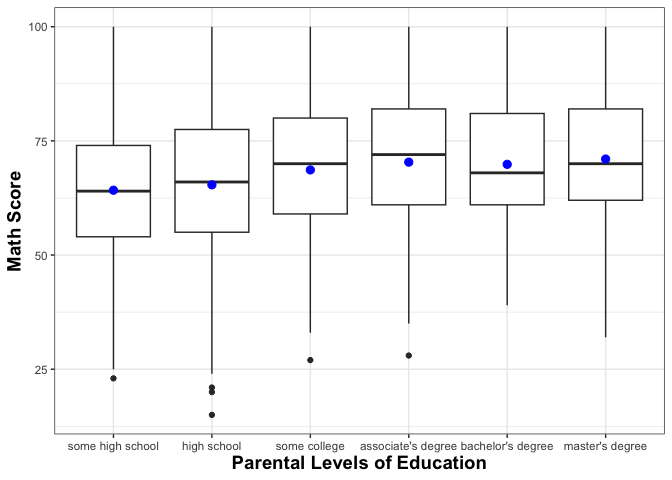 Math Score
100
75
50
25
some high school high school some college associate's degree bachelor's degree master's degree
Parental Levels of Education